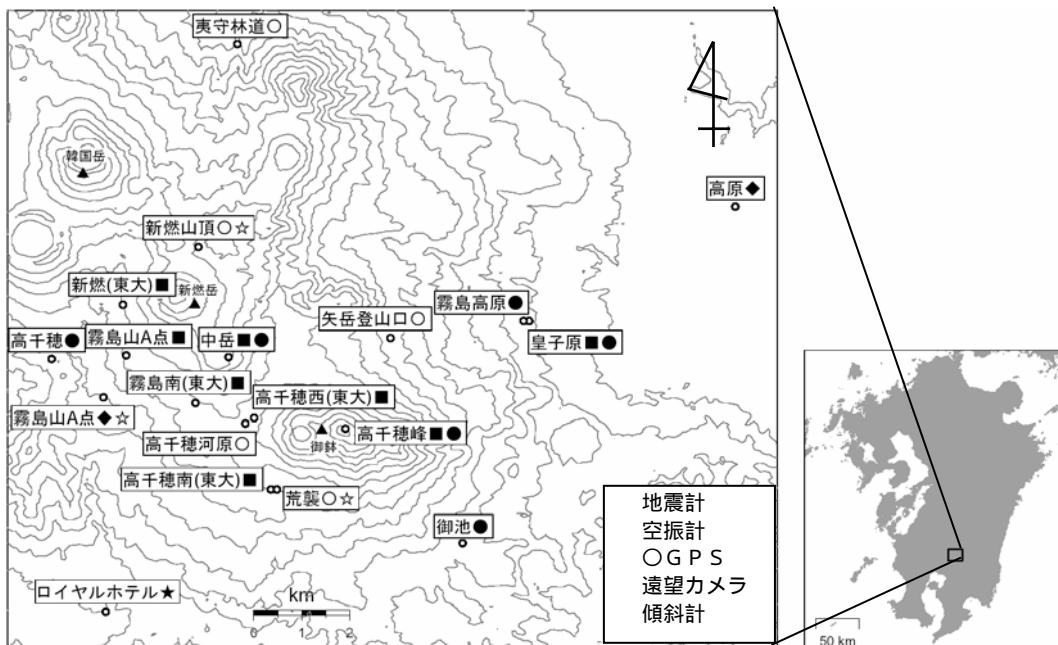 夷守林道○
韓国岳
▲
高原◆
新燃山頂○☆
新燃(東大)■
新燃岳
▲
霧島高原●
矢岳登山口○
皇子原■●
高千穂●
霧島山A点■
中岳■●
霧島南(東大)■
高千穂西(東大)■
霧島山A点◆☆
高千穂河原○
▲
御鉢
高千穂峰■●
高千穂南(東大)■
荒襲○☆
御池●
ロイヤルホテル★
km
0 1 2
地震計
空振計
○GPS
遠望カメラ
傾斜計
50 km